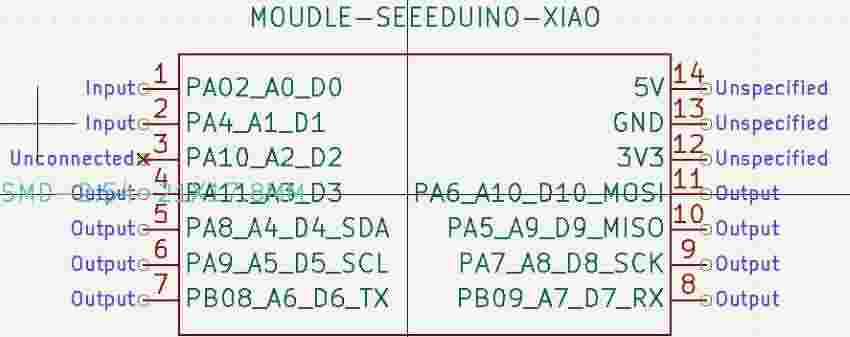 MOUDLE-SEEEDUINO-XIAO
Input 1 PA02_A0_D0 5V 14 Unspecified
Input 2 PA4_A1_D1 GND 13 Unspecified
Unconnected 3 PA10_A2_D2 3V3 12 Unspecified
SMD Output 4 PA11_A3_D3 PA6_A10_D10_MOSI 11 Output
Output 5 PA8_A4_D4_SDA PA5_A9_D9_MISO 10 Output
Output 6 PA9_A5_D5_SCL PA7_A8_D8_SCK 9 Output
Output 7 PB08_A6_D6_TX PB09_A7_D7_RX 8 Output